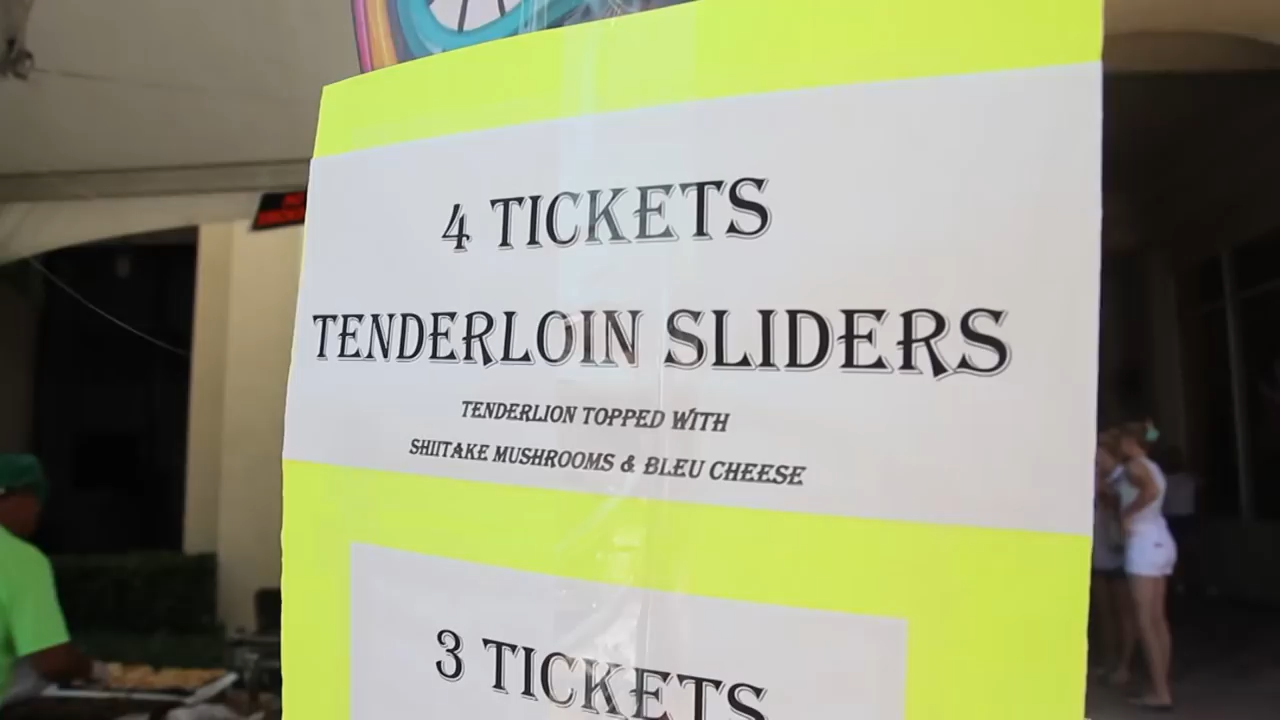 4 TICKETS
TENDERLOIN SLIDERS
TENDERLION TOPPED WITH
SHIITAKE MUSHROOMS & BLEU CHEESE
3 TICKETS